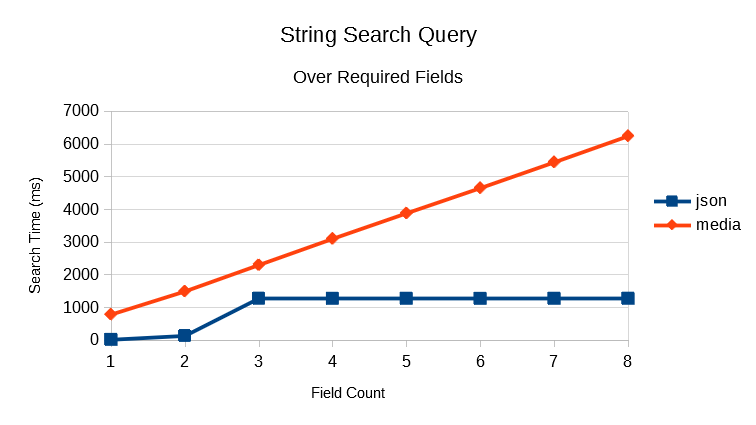 String Search Query
Over Required Fields
7000
6000
5000
4000
3000
2000
1000
0
Search Time (ms)
1 2 3 4 5 6 7 8
Field Count
json
media